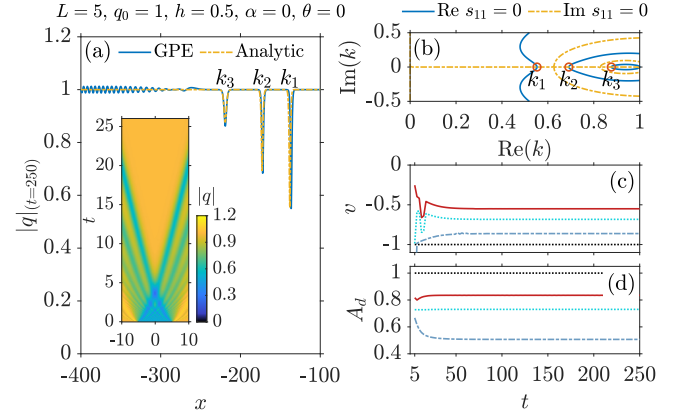 L = 5, q₀ = 1, h = 0.5, α = 0, θ = 0
(a) GPE Analytic
k₃ k₂ k₁
|q|(t=250)
1.2
1
0.8
0.6
0.4
0.2
0
-400 -300 -200 -100
x
t
25
20
15
10
5
0
-10 0 10
|q|
1.2
0.9
0.6
0.3
0
Re s₁₁ = 0 Im s₁₁ = 0
(b)
Im(k)
0.5
0
-0.5
k₁ k₂ k₃
0 0.2 0.4 0.6 0.8 1
Re(k)
(c)
v
0
-0.5
-1
(d)
A_d
1
0.8
0.6
0.4
5 50 100 150 200 250
t